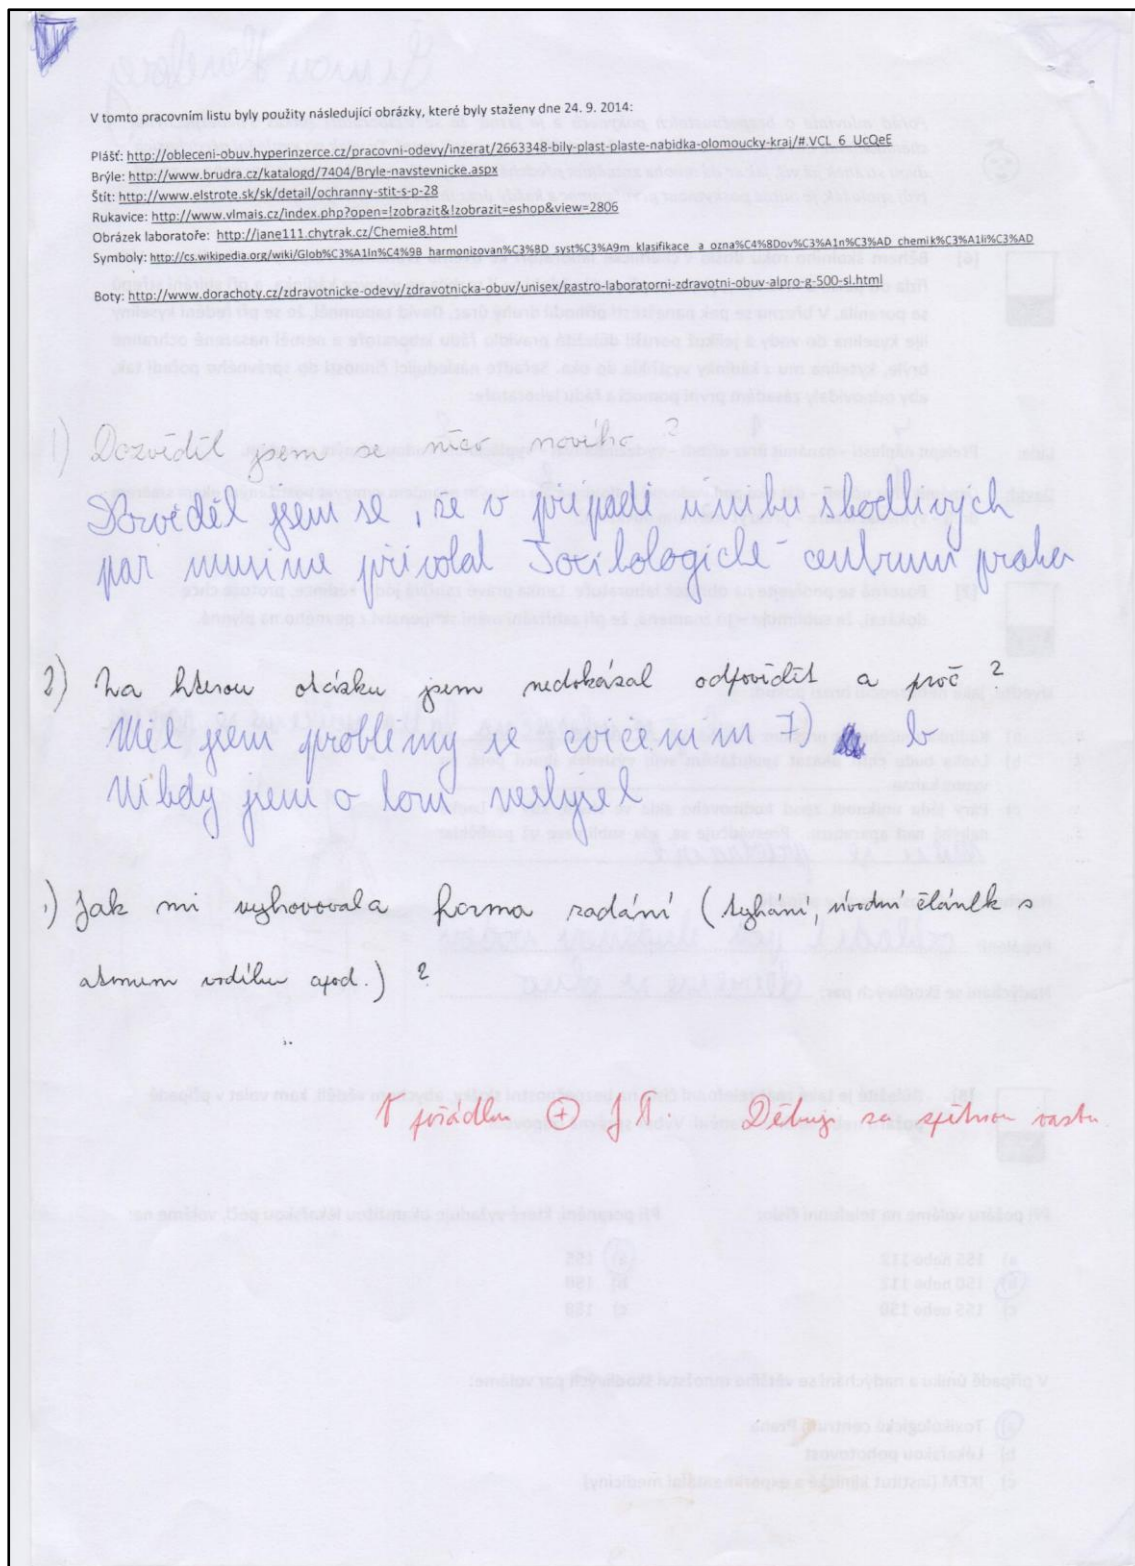 V tomto pracovním listu byly použity následující obrázky, které byly staženy dne 24. 9. 2014:
Plášť: http://obleceni-obuv.hyperinzerce.cz/pracovni-odevy/inzerat/2663348-bily-plast-plaste-nabidka-olomoucky-kraj/#.VCL_6_UcQeE
Brýle: http://www.brudra.cz/katalogd/7404/Bryle-navstevnicke.aspx
Štít: http://www.elstrote.sk/sk/detail/ochranny-stit-s-p-28
Rukavice: http://www.vlmais.cz/index.php?open=!zobrazit&!zobrazit=eshop&view=2806
Obrázek laboratoře: http://jane111.chytrak.cz/Chemie8.html
Symboly: http://cs.wikipedia.org/wiki/Glob%C3%A1ln%C4%9B_harmonizovan%C3%BD_syst%C3%A9m_klasifikace_a_ozna%C4%8Dov%C3%A1n%C3%AD_chemik%C3%A1li%C3%AD
Boty: http://www.dorachoty.cz/zdravotnicke-odevy/zdravotnicka-obuv/unisex/gastro-laboratorni-zdravotni-obuv-alpro-g-500-sl.html
1) Dozvěděl jsem se něco nového?
Dozvěděl jsem se, že v případě únibu shodlivých
par musíme přivolat Toxibologické centrum praha
2) Na kterou otázku jsem nedokázal odpovědět a proč?
Měl jsem problémy se cvičením 7) b
nikdy jsem o tom neslyšel
) Jak mi vyhovovala forma zadání (tykání, úvodní článek s
apod.) ?
V pořádku + J Děkuji za zpětnou vazbu